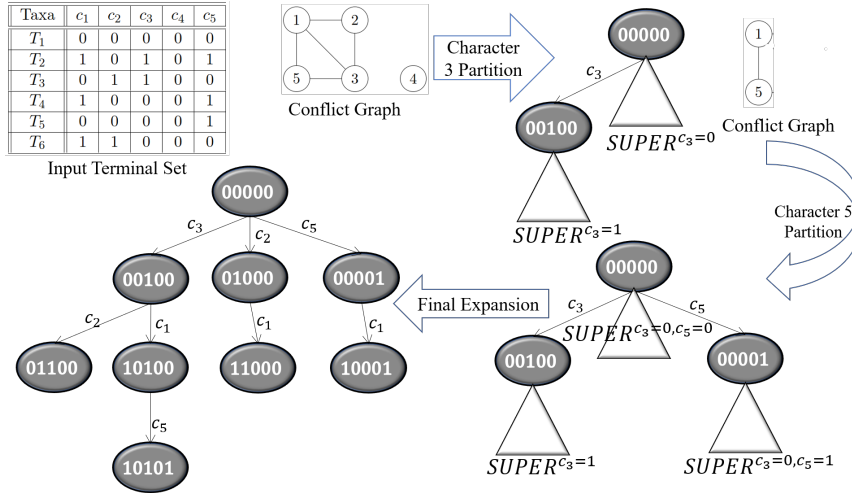 Taxa c₁ c₂ c₃ c₄ c₅
T₁ 0 0 0 0 0
T₂ 1 0 1 0 1
T₃ 0 1 1 0 0
T₄ 1 0 0 0 1
T₅ 0 0 0 0 1
T₆ 1 1 0 0 0
Input Terminal Set
1 2
5 3 4
Conflict Graph
Character
3 Partition
00000
c₃
00100
SUPER^{c₃=0}
SUPER^{c₃=1}
1
5
Conflict Graph
Character 5
Partition
00000
c₃ c₅
SUPER^{c₃=0,c₅=0}
00100 00001
SUPER^{c₃=1} SUPER^{c₃=0,c₅=1}
Final Expansion
00000
c₃ c₂ c₅
00100 01000 00001
c₂ c₁ c₁ c₁
01100 10100 11000 10001
c₅
10101